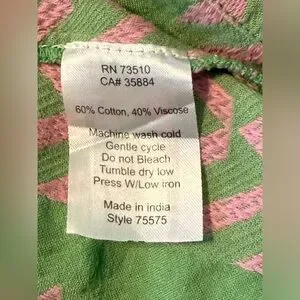 RN 73510
CA# 35884
60% Cotton, 40% Viscose
Machine wash cold
Gentle cycle
Do not Bleach
Tumble dry low
Press W/Low iron
Made in india
Style 75575